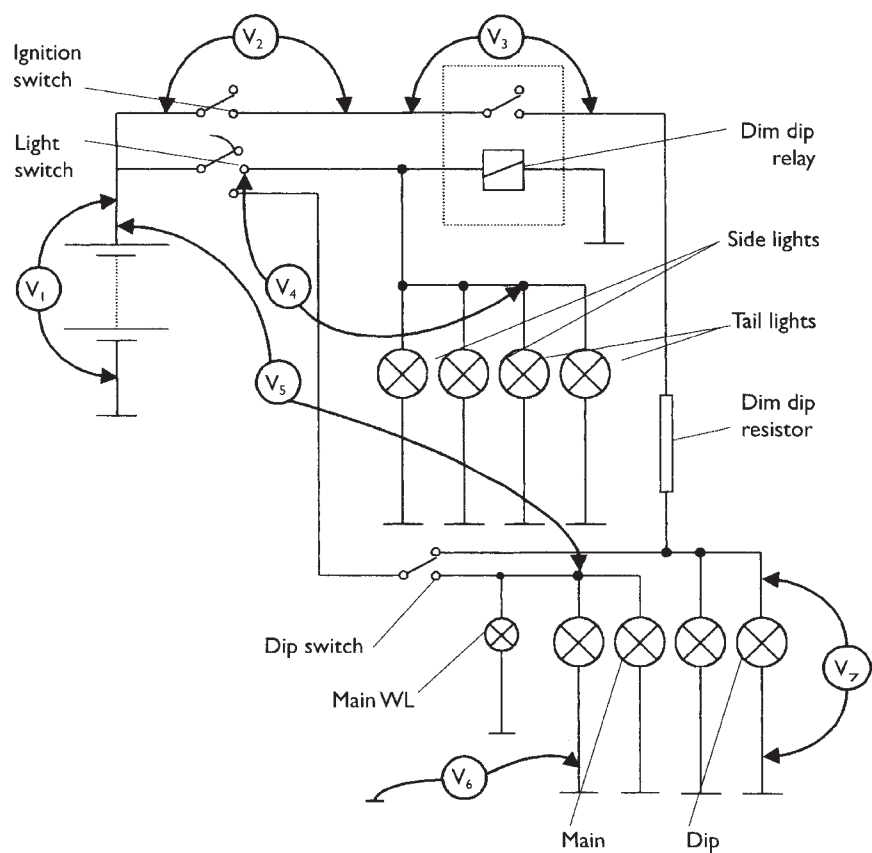 V2
V3
Ignition
switch
Dim dip
relay
Light
switch
Side lights
V1
V4
Tail lights
V5
Dim dip
resistor
Dip switch
Main WL
V7
V6
Main
Dip